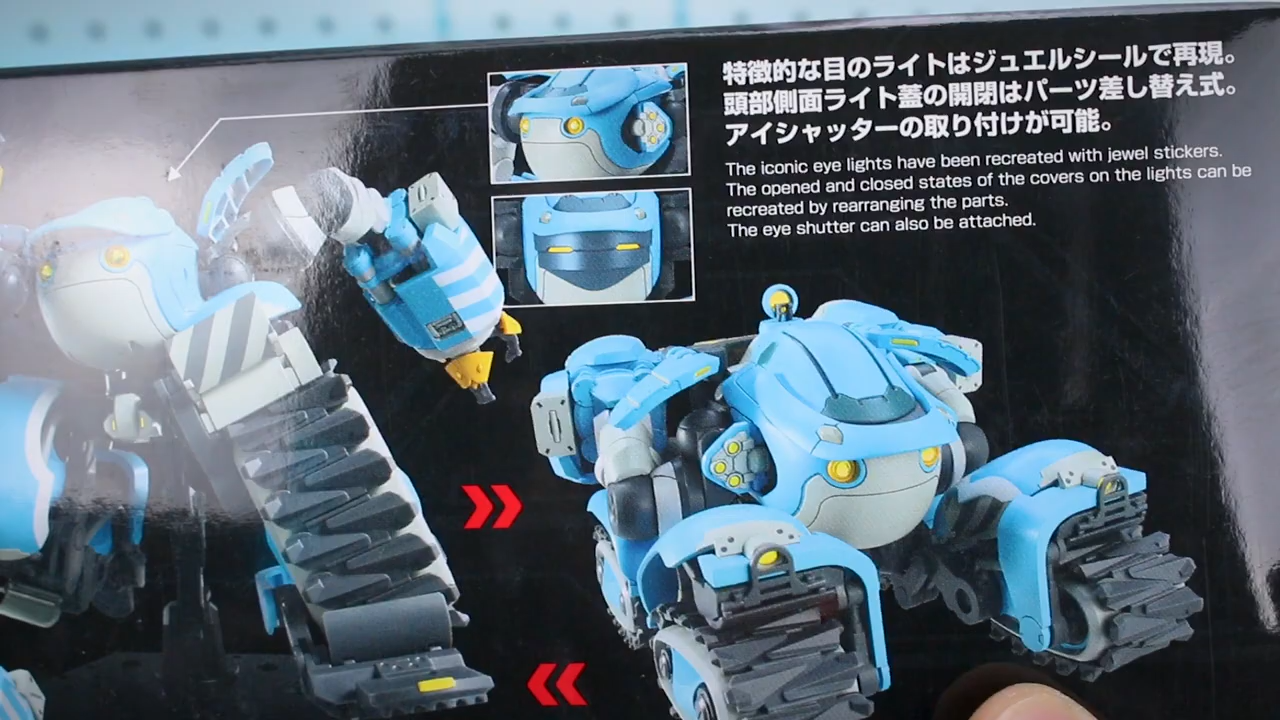 特徴的な目のライトはジュエルシールで再現。
頭部側面ライト蓋の開閉はパーツ差し替え式。
アイシャッターの取り付けが可能。
The iconic eye lights have been recreated with jewel stickers.
The opened and closed states of the covers on the lights can be
recreated by rearranging the parts.
The eye shutter can also be attached.